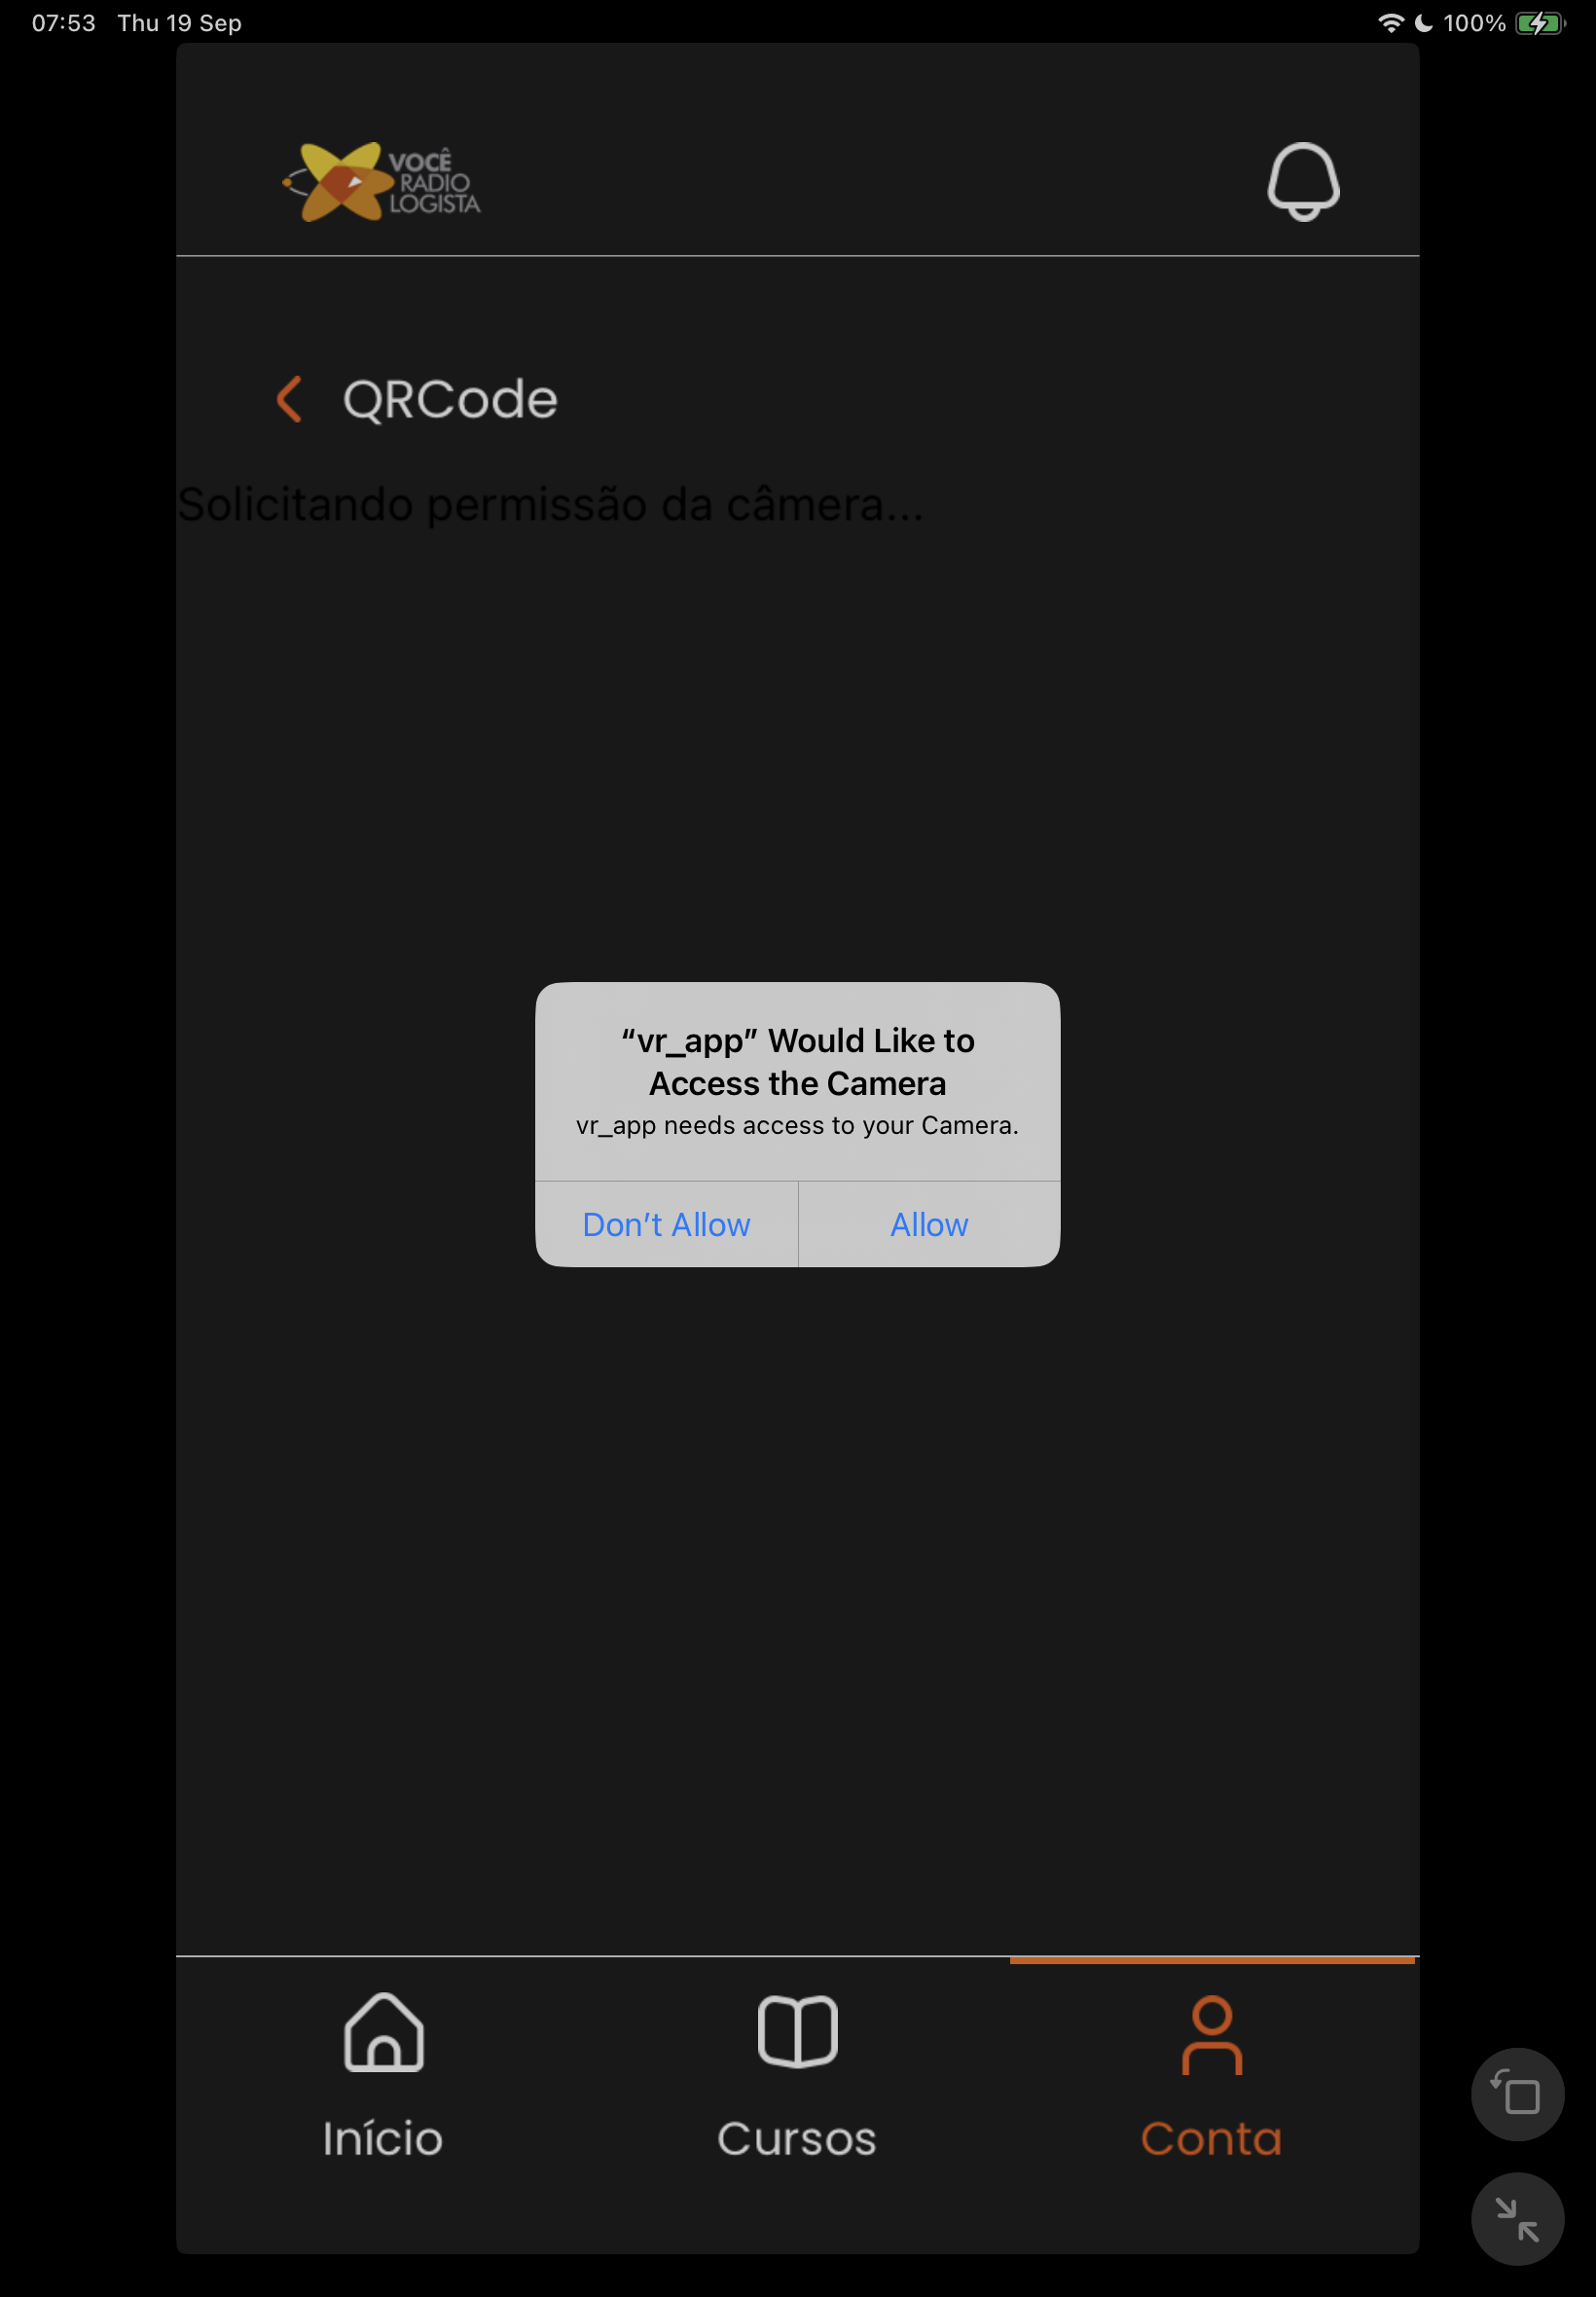 07:53 Thu 19 Sep 100%
VOCÊ
RADIO
LOGISTA
QRCode
Solicitando permissão da câmera...
“vr_app” Would Like to
Access the Camera
vr_app needs access to your Camera.
Don’t Allow Allow
Início Cursos Conta